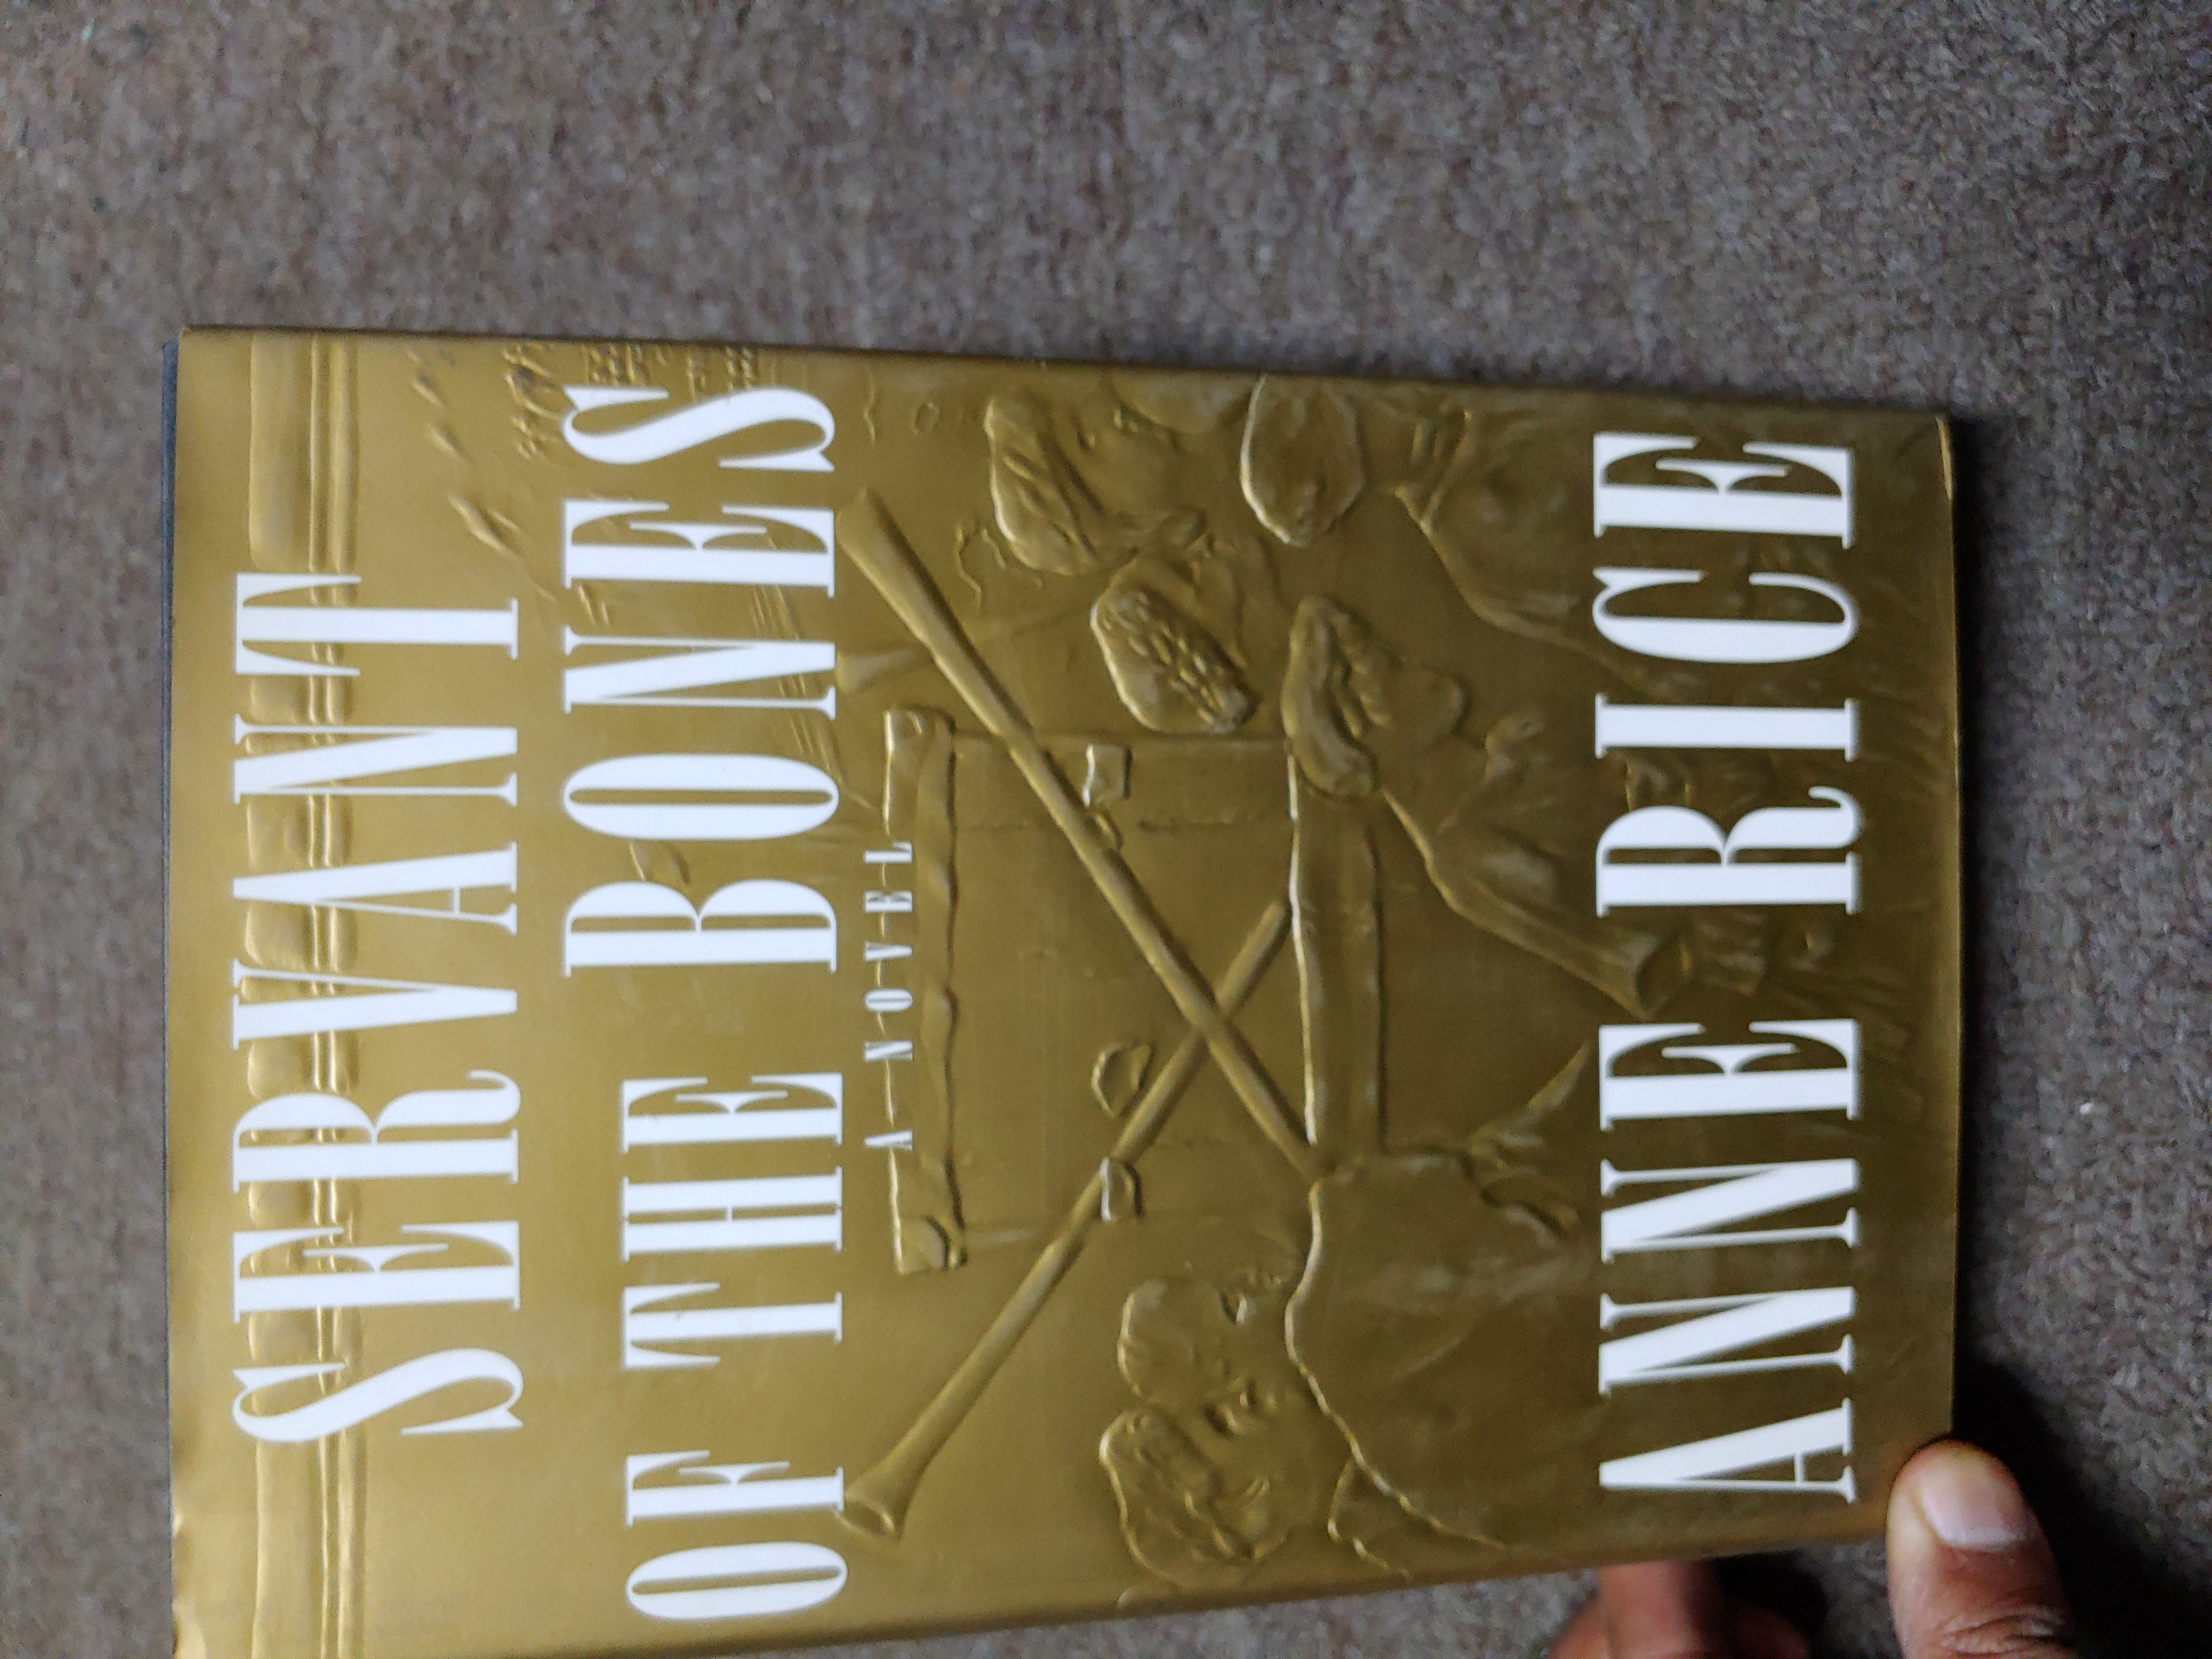 SERVANT
OF THE BONES
A NOVEL
ANNE RICE